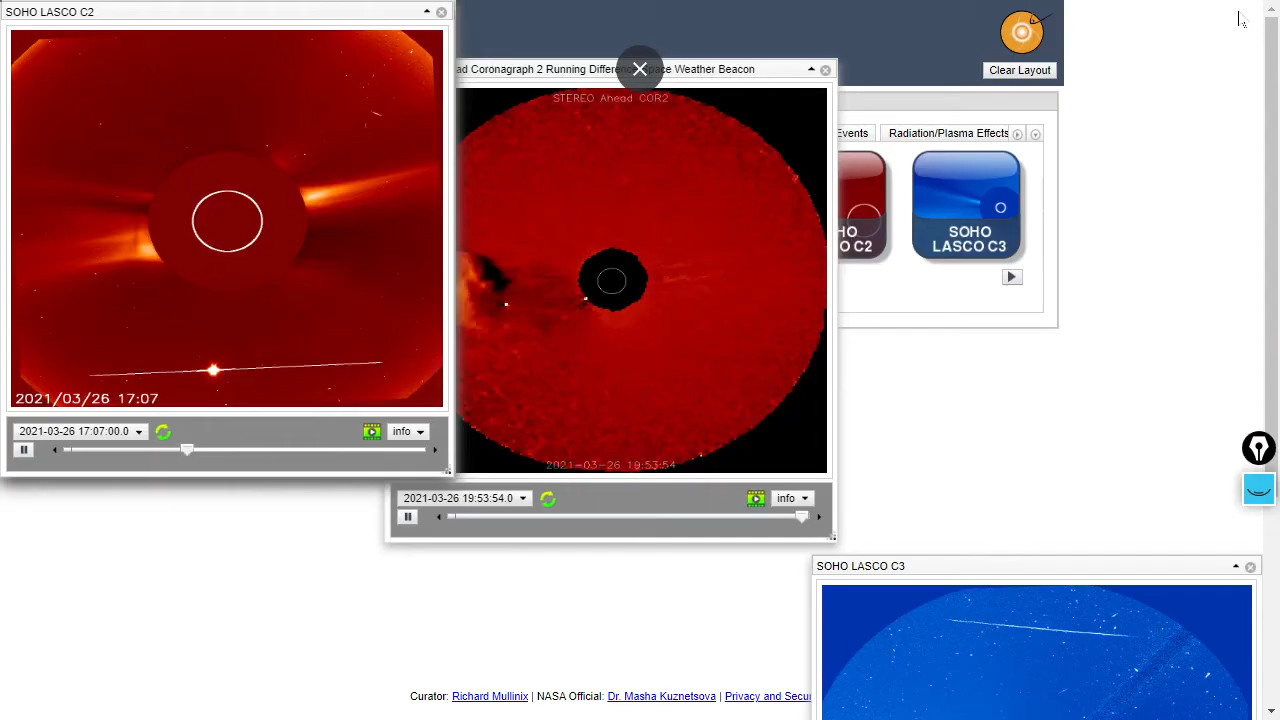 SOHO LASCO C2
2021/03/26 17:07
2021-03-26 17:07:00.0
info
ad Coronagraph 2 Running Differen
pace Weather Beacon
STEREO Ahead COR2
2021-03-26 19:53:54
2021-03-26 19:53:54.0
info
Clear Layout
Events
Radiation/Plasma Effects
HO
O C2
SOHO
LASCO C3
SOHO LASCO C3
Curator: Richard Mullinix | NASA Official: Dr. Masha Kuznetsova | Privacy and Secu